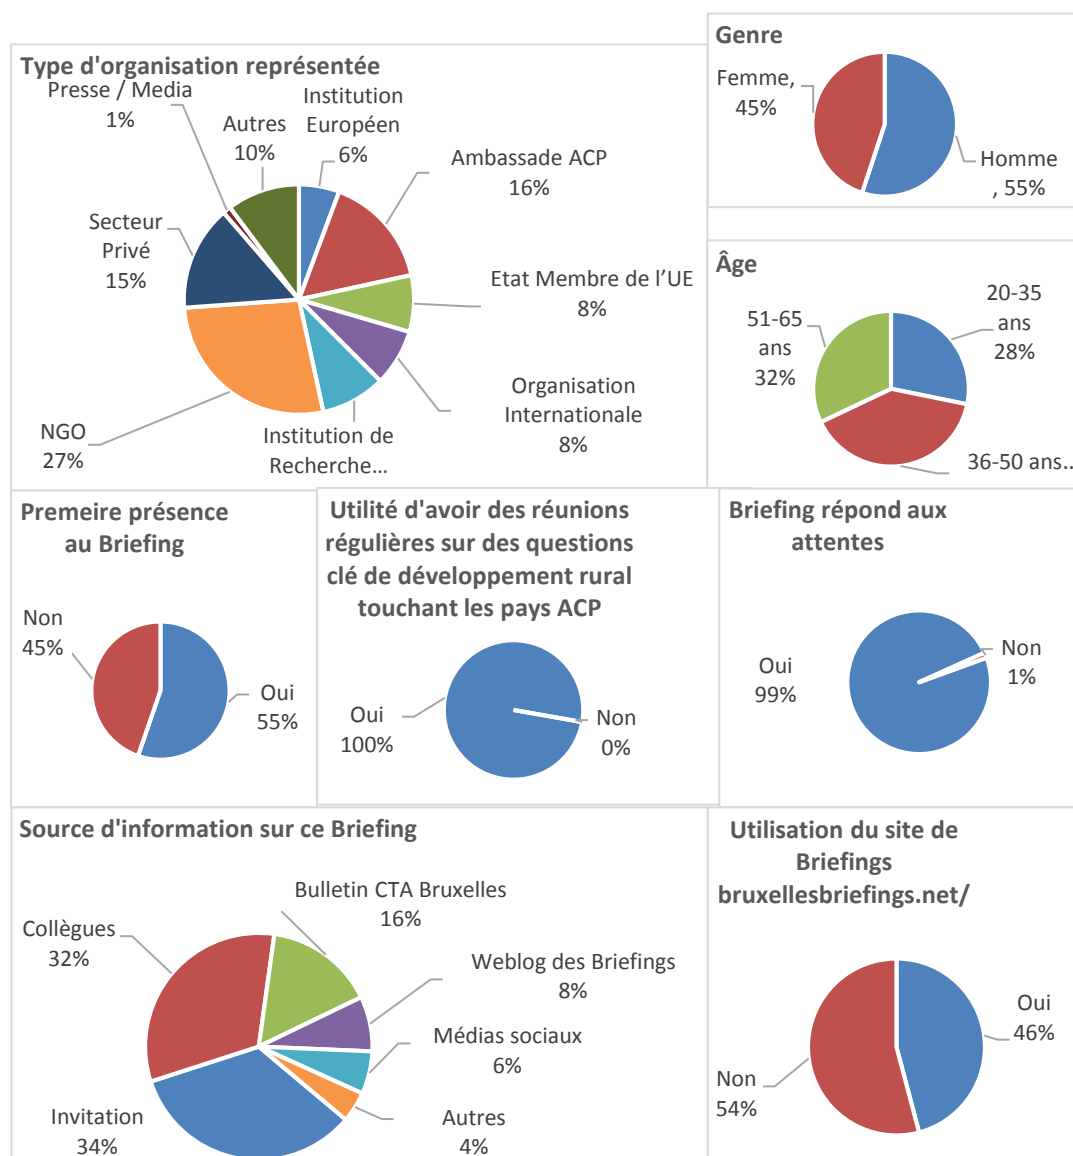 Type d'organisation représentée
Presse / Media
1%
Autres
10%
Institution
Européen
6%
Ambassade ACP
16%
Etat Membre de l’UE
8%
Organisation
Internationale
8%
Institution de
Recherche...
NGO
27%
Secteur
Privé
15%
Genre
Femme,
45%
Homme
, 55%
Âge
20-35
ans
28%
51-65
ans
32%
36-50 ans..
Premeire présence
au Briefing
Non
45%
Oui
55%
Utilité d'avoir des réunions
régulières sur des questions
clé de développement rural
touchant les pays ACP
Oui
100%
Non
0%
Briefing répond aux
attentes
Oui
99%
Non
1%
Source d'information sur ce Briefing
Bulletin CTA Bruxelles
16%
Collègues
32%
Weblog des Briefings
8%
Médias sociaux
6%
Autres
4%
Invitation
34%
Utilisation du site de
Briefings
bruxellesbriefings.net/
Oui
46%
Non
54%